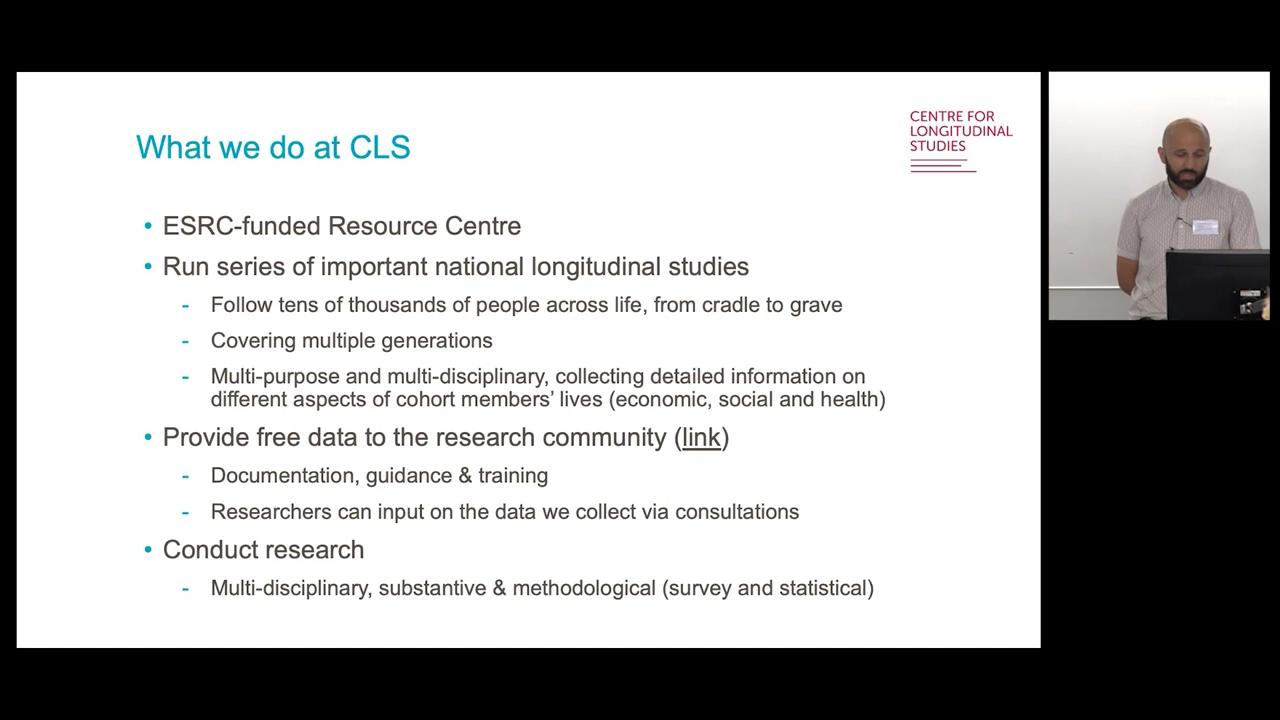 What we do at CLS
CENTRE FOR
LONGITUDINAL
STUDIES
• ESRC-funded Resource Centre
• Run series of important national longitudinal studies
- Follow tens of thousands of people across life, from cradle to grave
- Covering multiple generations
- Multi-purpose and multi-disciplinary, collecting detailed information on
different aspects of cohort members’ lives (economic, social and health)
• Provide free data to the research community (link)
- Documentation, guidance & training
- Researchers can input on the data we collect via consultations
• Conduct research
- Multi-disciplinary, substantive & methodological (survey and statistical)